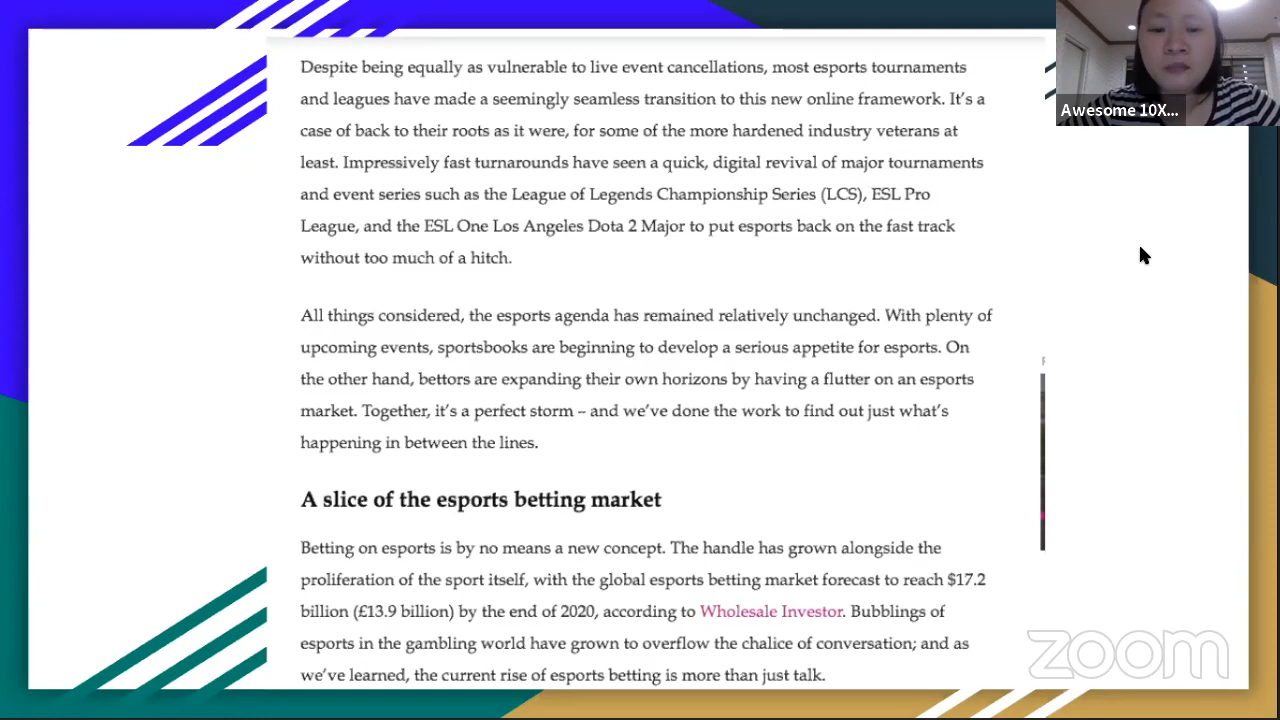 Despite being equally as vulnerable to live event cancellations, most esports tournaments
and leagues have made a seemingly seamless transition to this new online framework. It's a
case of back to their roots as it were, for some of the more hardened industry veterans at
least. Impressively fast turnarounds have seen a quick, digital revival of major tournaments
and event series such as the League of Legends Championship Series (LCS), ESL Pro
League, and the ESL One Los Angeles Dota 2 Major to put esports back on the fast track
without too much of a hitch.
All things considered, the esports agenda has remained relatively unchanged. With plenty of
upcoming events, sportsbooks are beginning to develop a serious appetite for esports. On
the other hand, bettors are expanding their own horizons by having a flutter on an esports
market. Together, it's a perfect storm – and we've done the work to find out just what's
happening in between the lines.
A slice of the esports betting market
Betting on esports is by no means a new concept. The handle has grown alongside the
proliferation of the sport itself, with the global esports betting market forecast to reach $17.2
billion (£13.9 billion) by the end of 2020, according to Wholesale Investor. Bubblings of
esports in the gambling world have grown to overflow the chalice of conversation; and as
we've learned, the current rise of esports betting is more than just talk.
Awesome 10X...
zoom